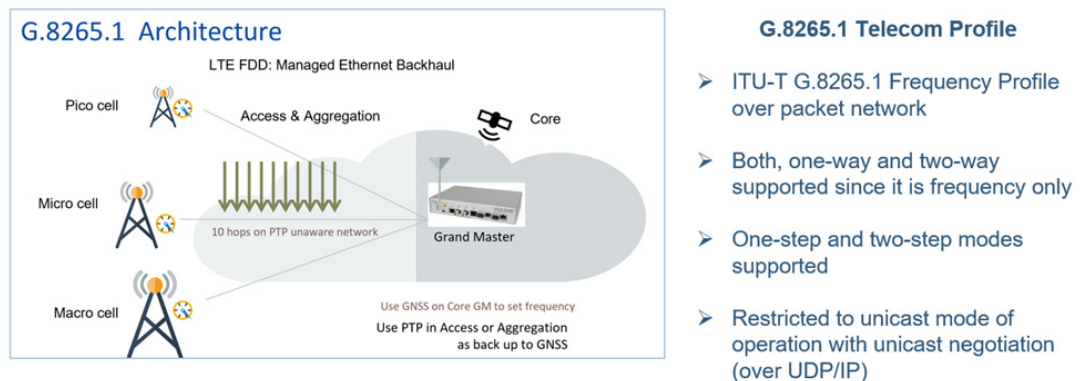 G.8265.1 Architecture
LTE FDD: Managed Ethernet Backhaul
Pico cell
Access & Aggregation
Core
Micro cell
10 hops on PTP unaware network
Grand Master
Macro cell
Use GNSS on Core GM to set frequency
Use PTP in Access or Aggregation
as back up to GNSS
G.8265.1 Telecom Profile
ITU-T G.8265.1 Frequency Profile
over packet network
Both, one-way and two-way
supported since it is frequency only
One-step and two-step modes
supported
Restricted to unicast mode of
operation with unicast negotiation
(over UDP/IP)